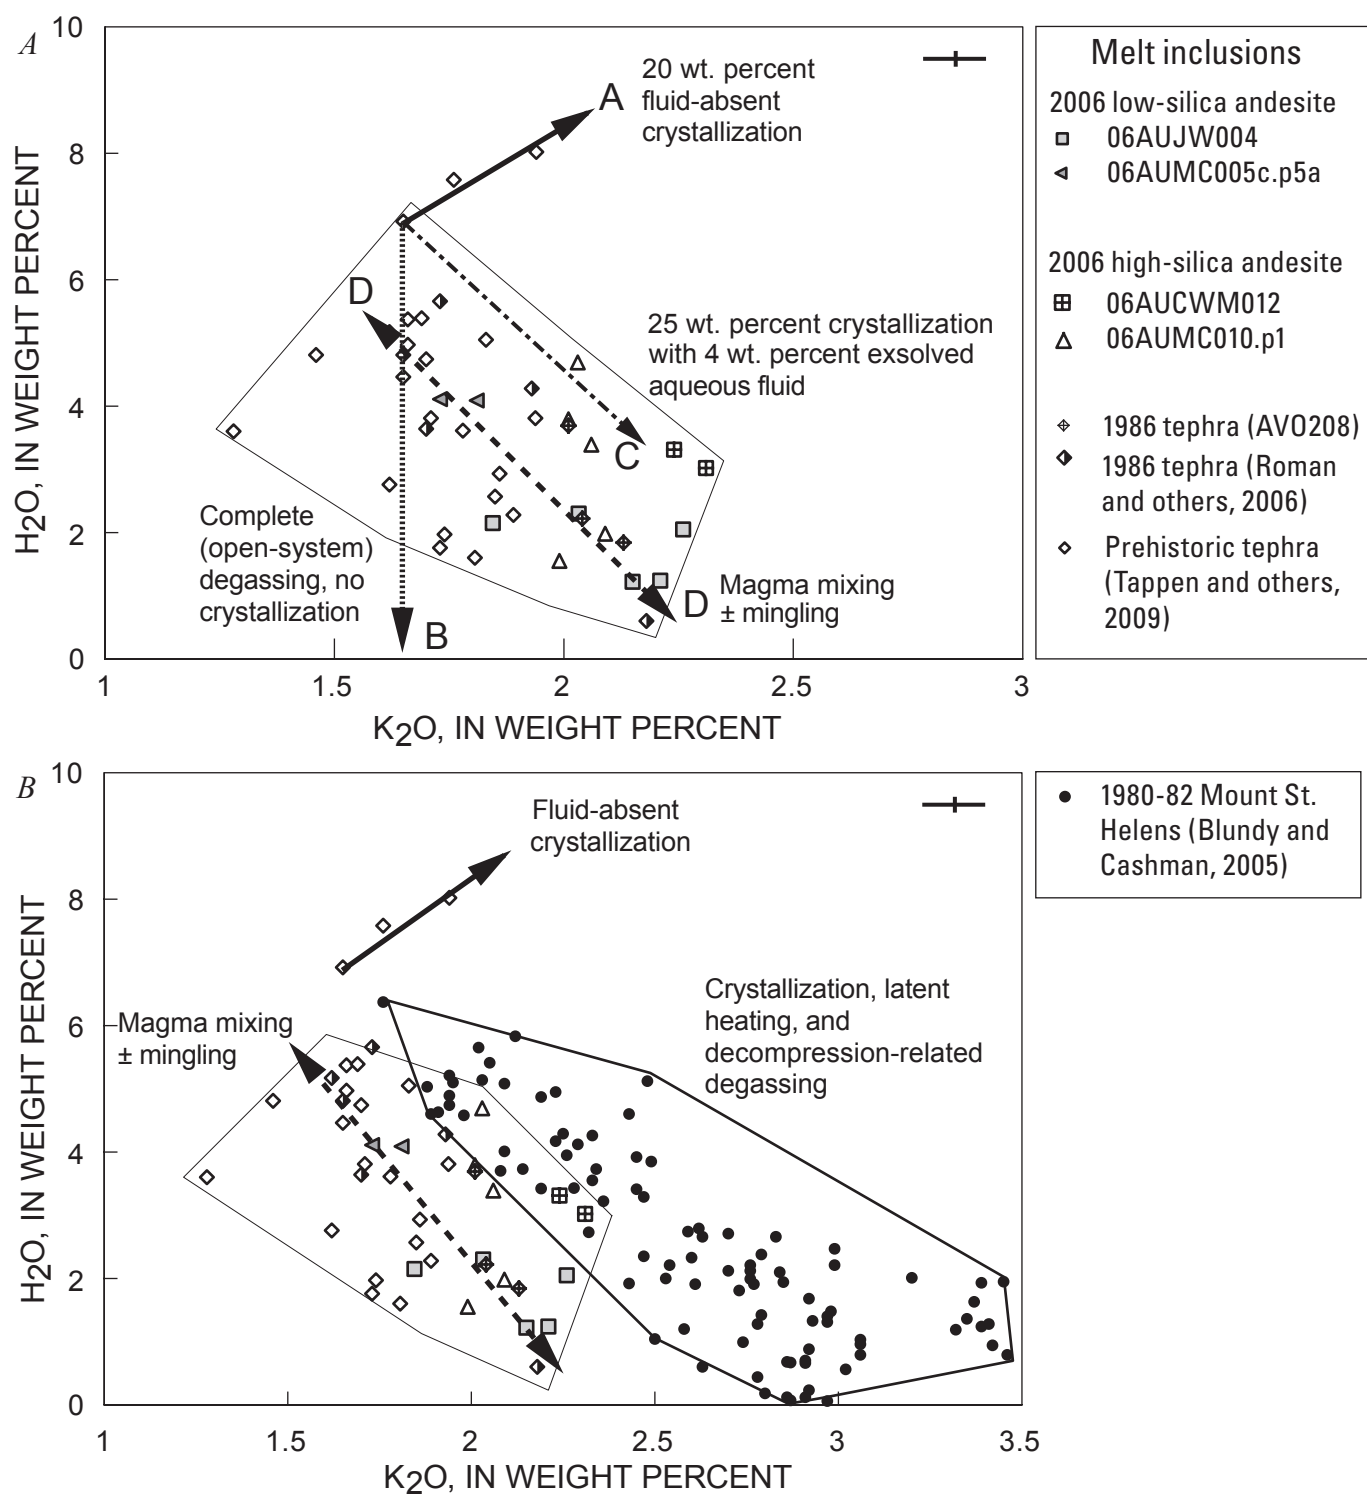 A
10
8
6
4
2
0
H2O, IN WEIGHT PERCENT
A
20 wt. percent
fluid-absent
crystallization
D
25 wt. percent crystallization
with 4 wt. percent exsolved
aqueous fluid
C
Complete
(open-system)
degassing, no
crystallization
B
D
Magma mixing
± mingling
1
1.5
2
2.5
3
K2O, IN WEIGHT PERCENT
Melt inclusions
2006 low-silica andesite
06AUJW004
06AUMC005c.p5a
2006 high-silica andesite
06AUCWM012
06AUMC010.p1
1986 tephra (AVO208)
1986 tephra (Roman
and others, 2006)
Prehistoric tephra
(Tappen and others,
2009)
B
10
8
6
4
2
0
H2O, IN WEIGHT PERCENT
Fluid-absent
crystallization
Magma mixing
± mingling
Crystallization, latent
heating, and
decompression-related
degassing
1
1.5
2
2.5
3
3.5
K2O, IN WEIGHT PERCENT
1980-82 Mount St.
Helens (Blundy and
Cashman, 2005)